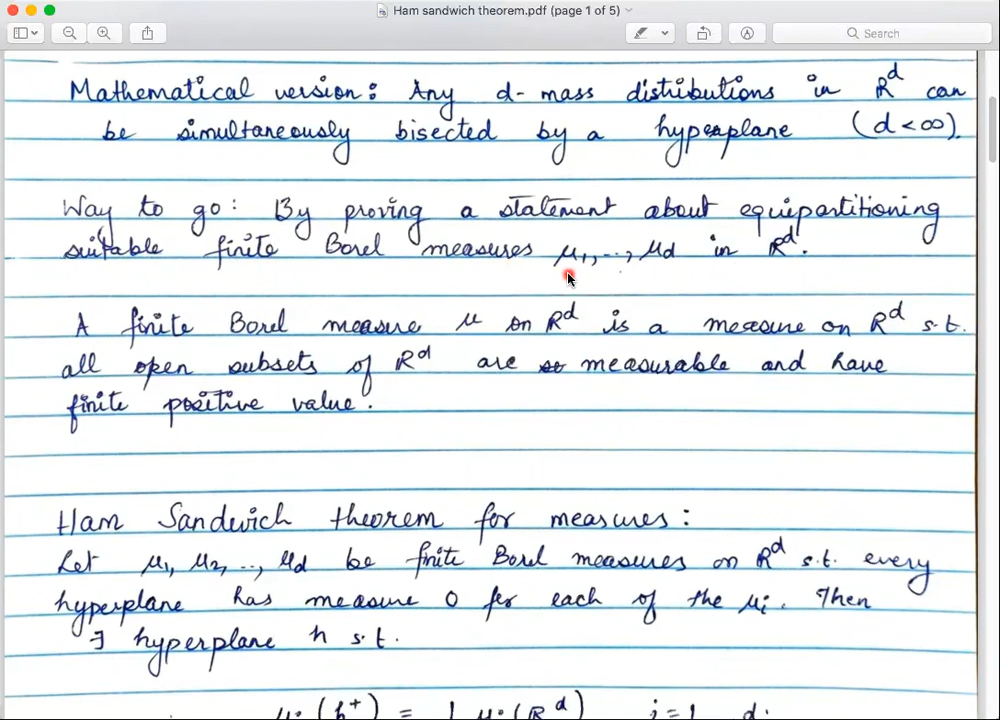 Ham sandwich theorem.pdf (page 1 of 5)
Search
Mathematical version: Any d-mass distributions in R^d can
be simultaneously bisected by a hyperplane (d<∞).
Way to go: By proving a statement about equipartitioning
suitable finite Borel measures μ1, .., μd in R^d.
A finite Borel measure μ on R^d is a measure on R^d s.t.
all open subsets of R^d are measurable and have
finite positive value.
Ham Sandwich theorem for measures:
Let μ1, μ2, .., μd be finite Borel measures on R^d s.t. every
hyperplane has measure 0 for each of the μi. Then
∃ hyperplane h s.t.
μi(h+) = 1 μi(R^d) i=1 d.